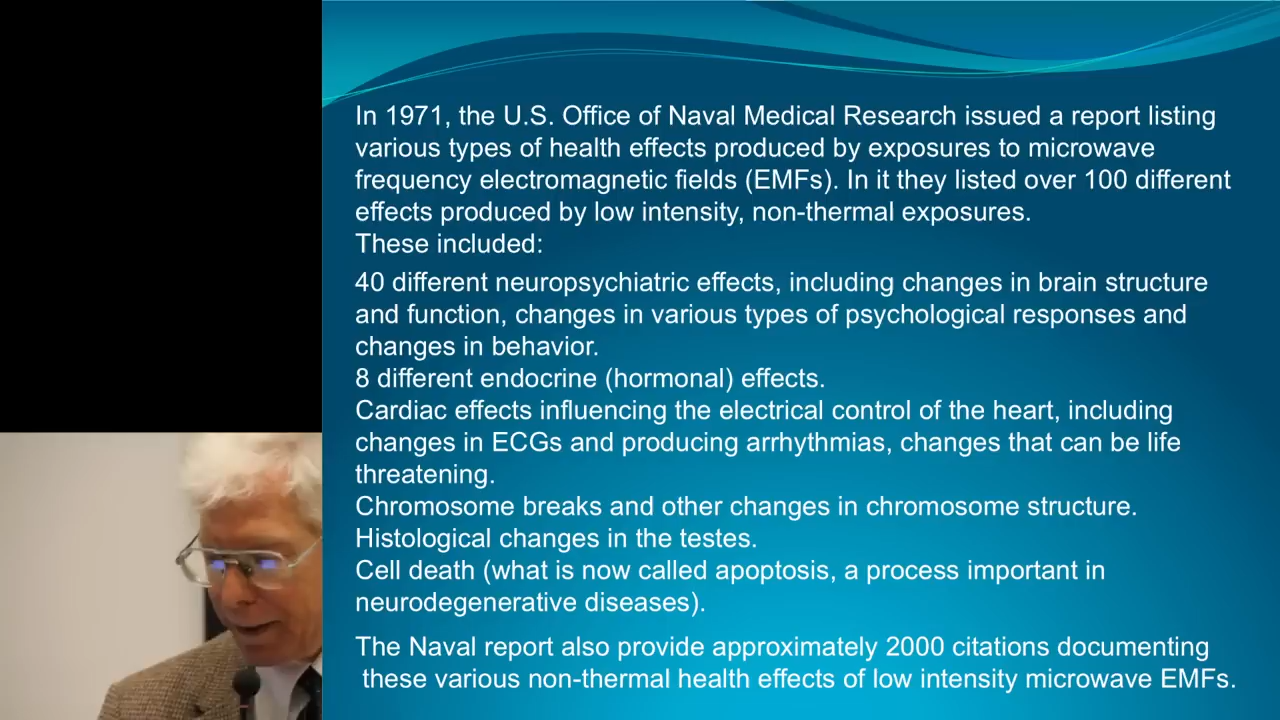 In 1971, the U.S. Office of Naval Medical Research issued a report listing
various types of health effects produced by exposures to microwave
frequency electromagnetic fields (EMFs). In it they listed over 100 different
effects produced by low intensity, non-thermal exposures.
These included:
40 different neuropsychiatric effects, including changes in brain structure
and function, changes in various types of psychological responses and
changes in behavior.
8 different endocrine (hormonal) effects.
Cardiac effects influencing the electrical control of the heart, including
changes in ECGs and producing arrhythmias, changes that can be life
threatening.
Chromosome breaks and other changes in chromosome structure.
Histological changes in the testes.
Cell death (what is now called apoptosis, a process important in
neurodegenerative diseases).
The Naval report also provide approximately 2000 citations documenting
these various non-thermal health effects of low intensity microwave EMFs.